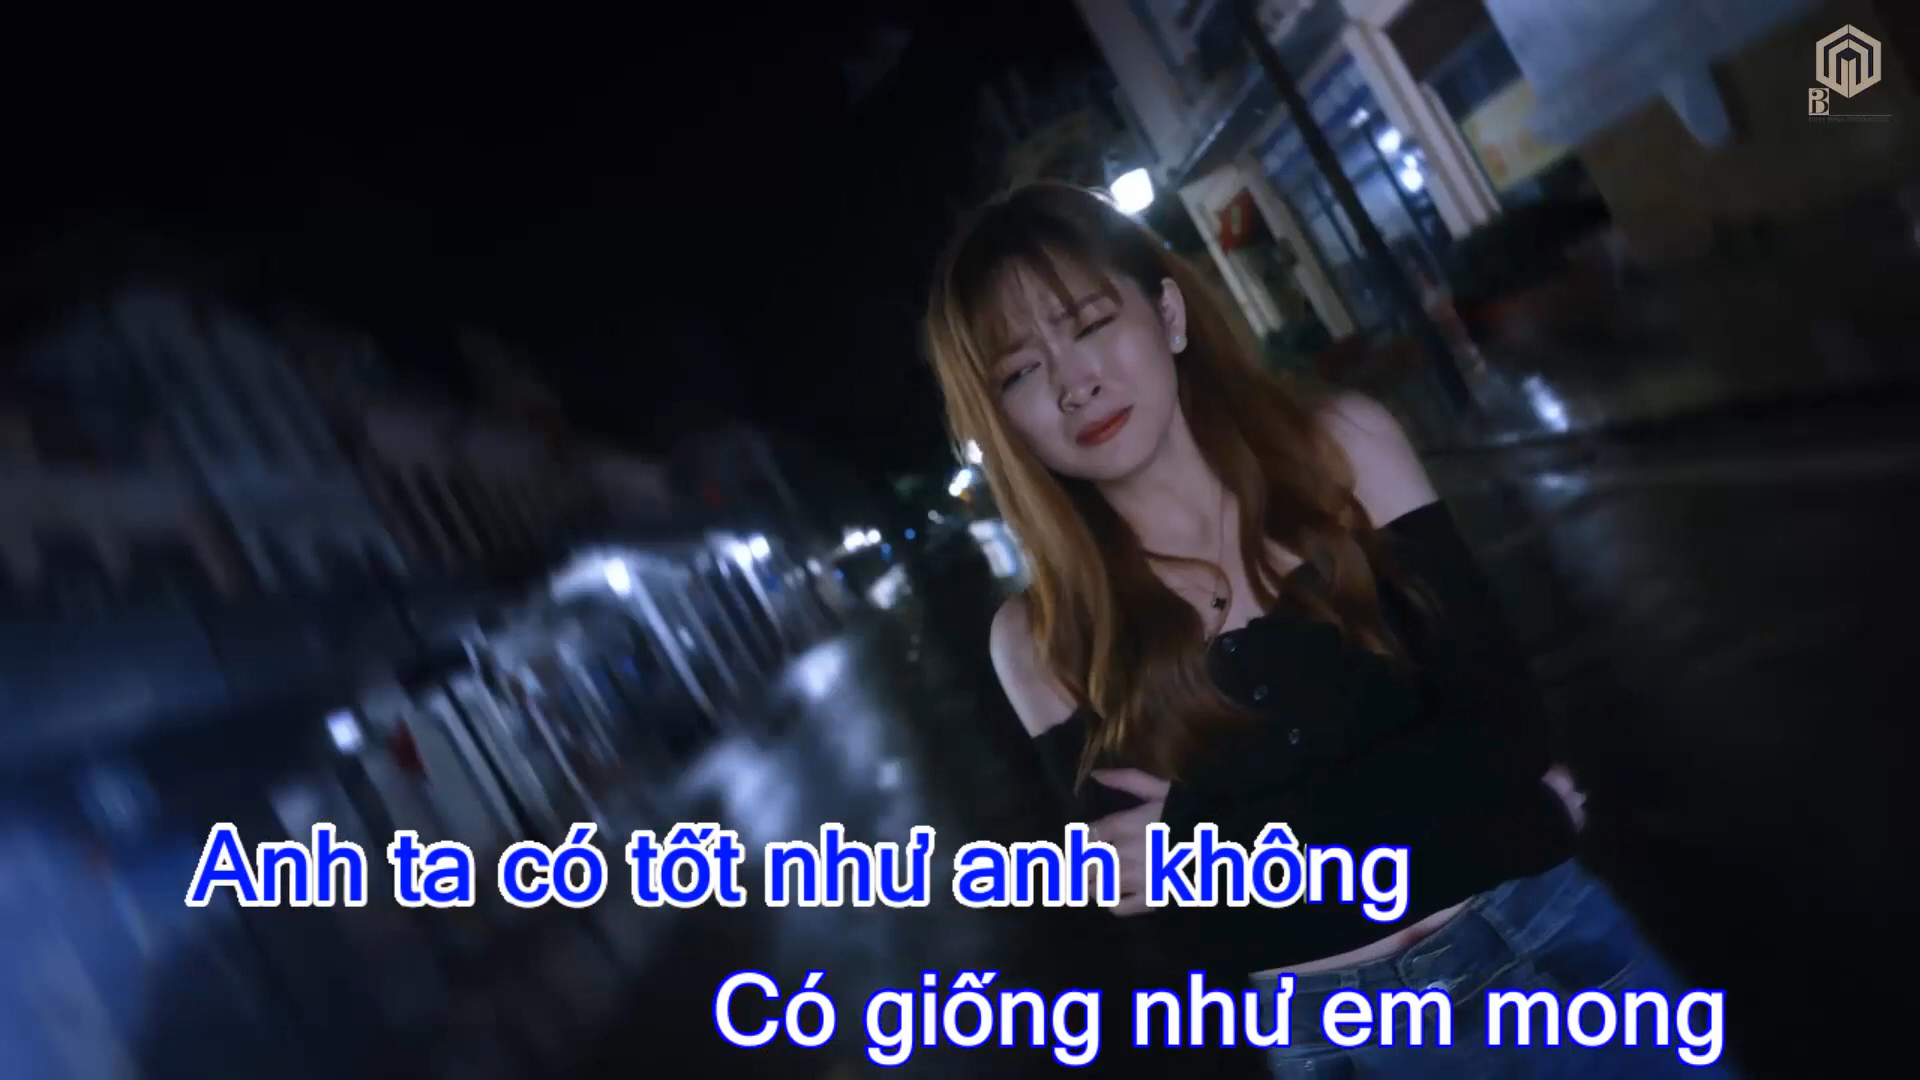 Anh ta có tốt như anh không
Có giống như em mong